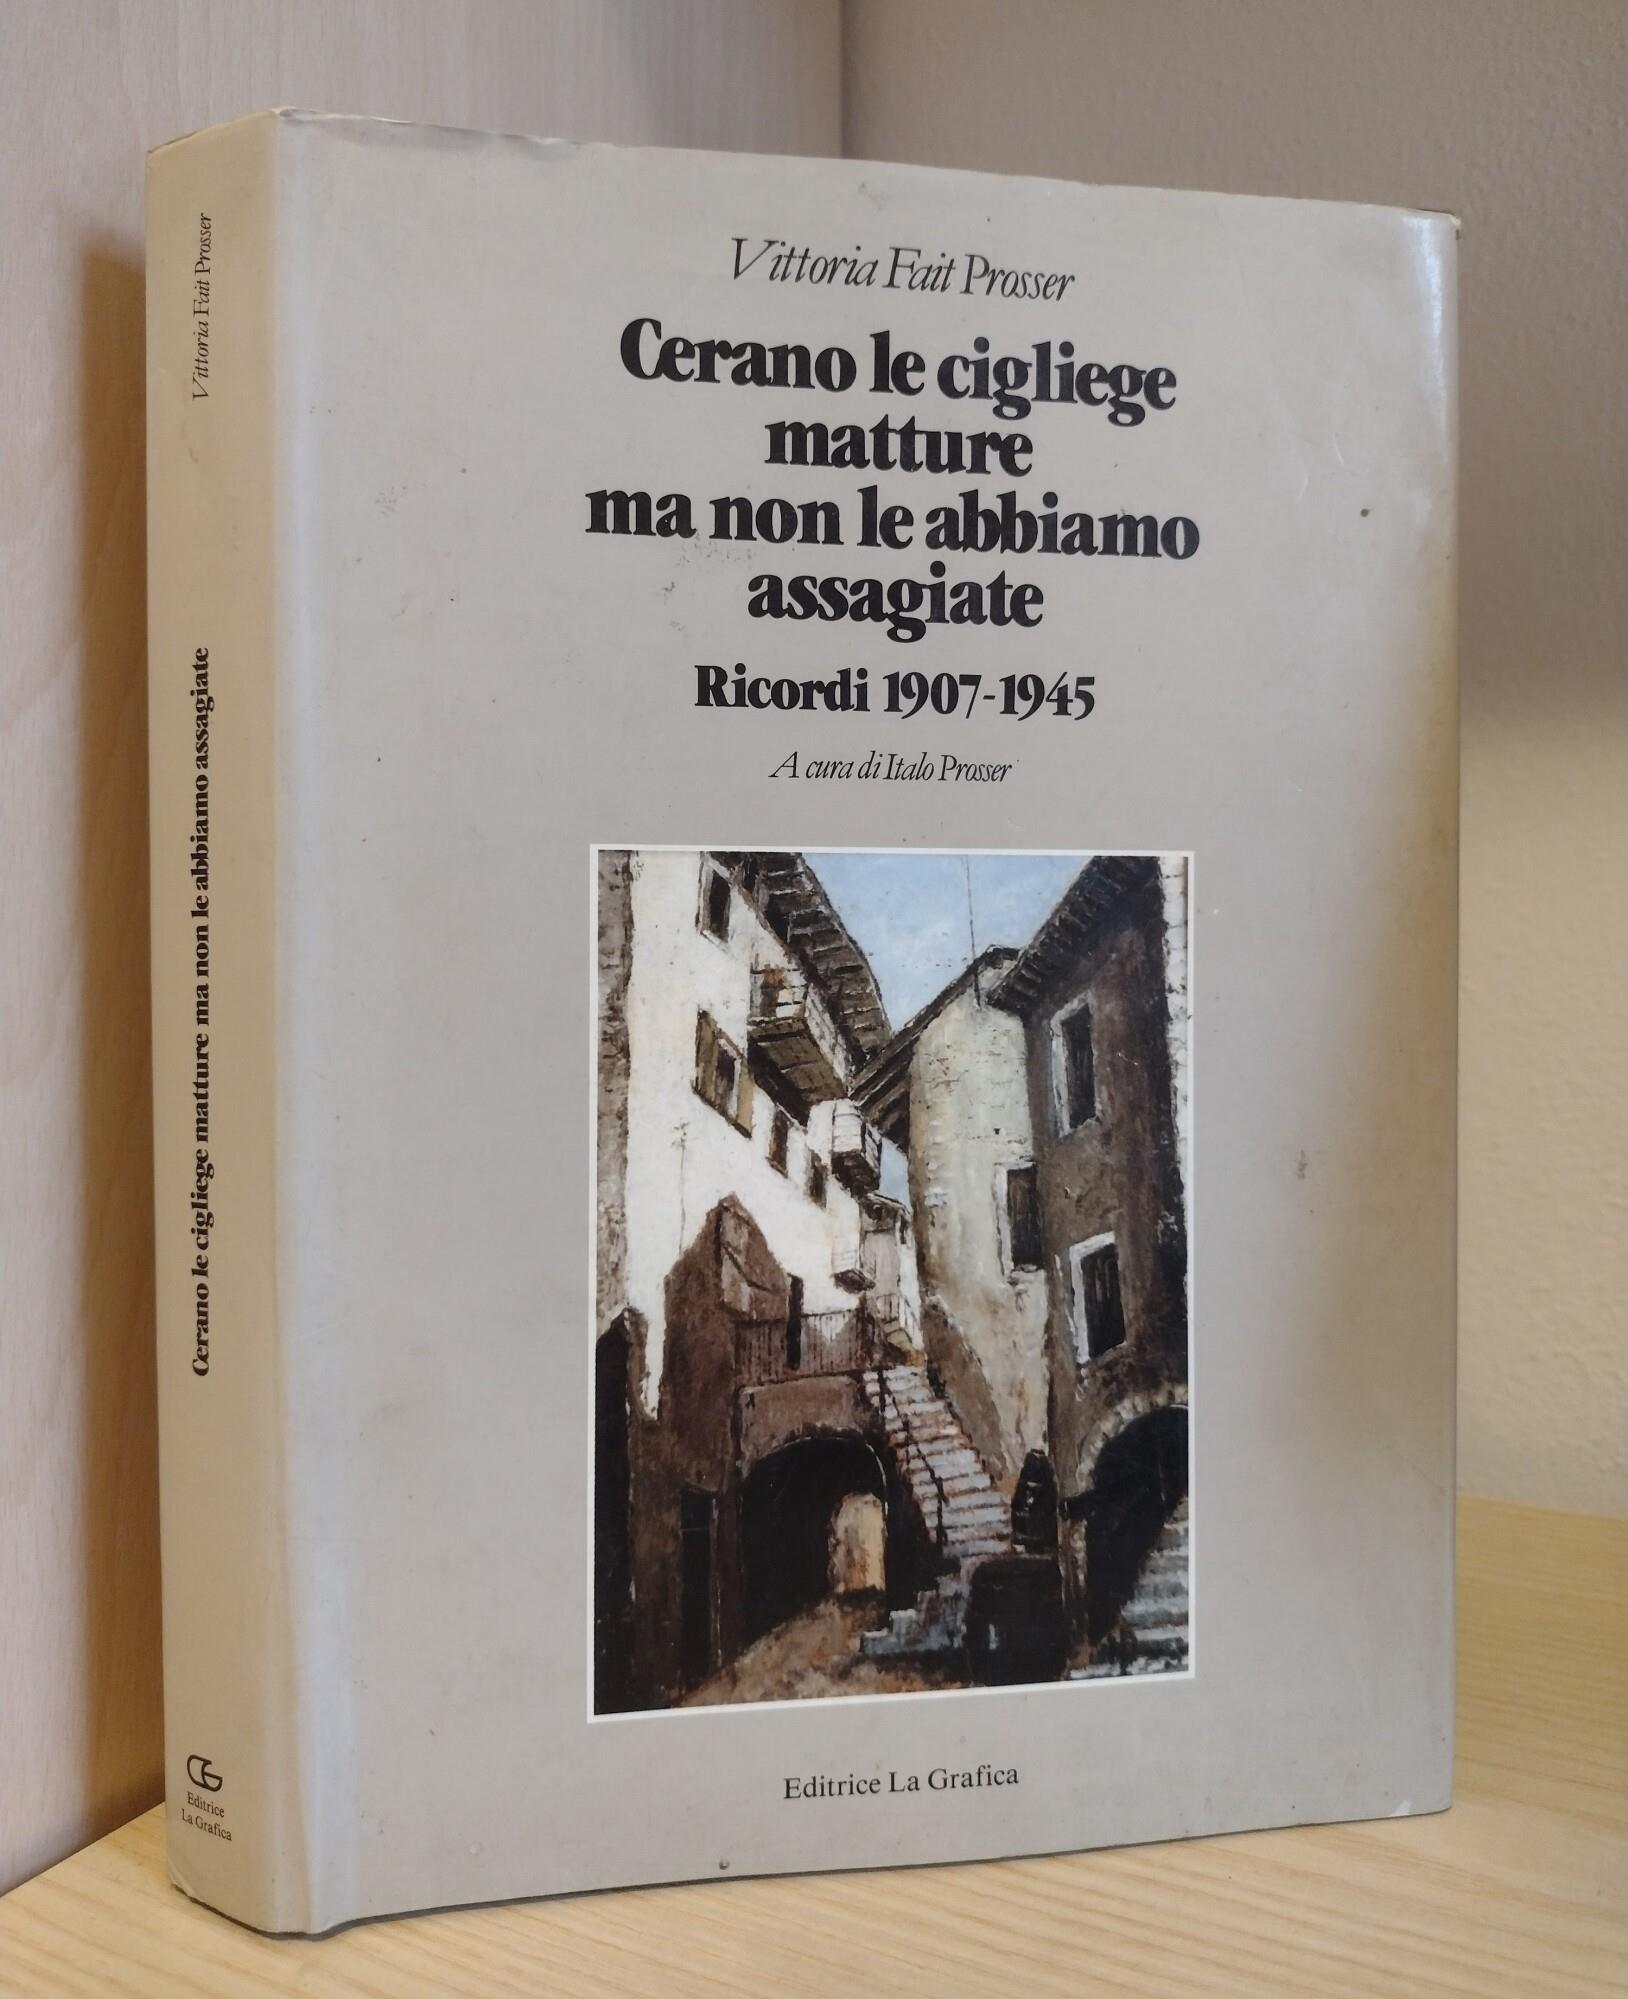 Vittoria Fait Prosser
Cerano le cigliege
matture
ma non le abbiamo
assagiate
Ricordi 1907-1945
A cura di Italo Prosser
Editrice La Grafica
Vittoria Fait Prosser
Cerano le cigliege matture ma non le abbiamo assagiate
Editrice
La Grafica